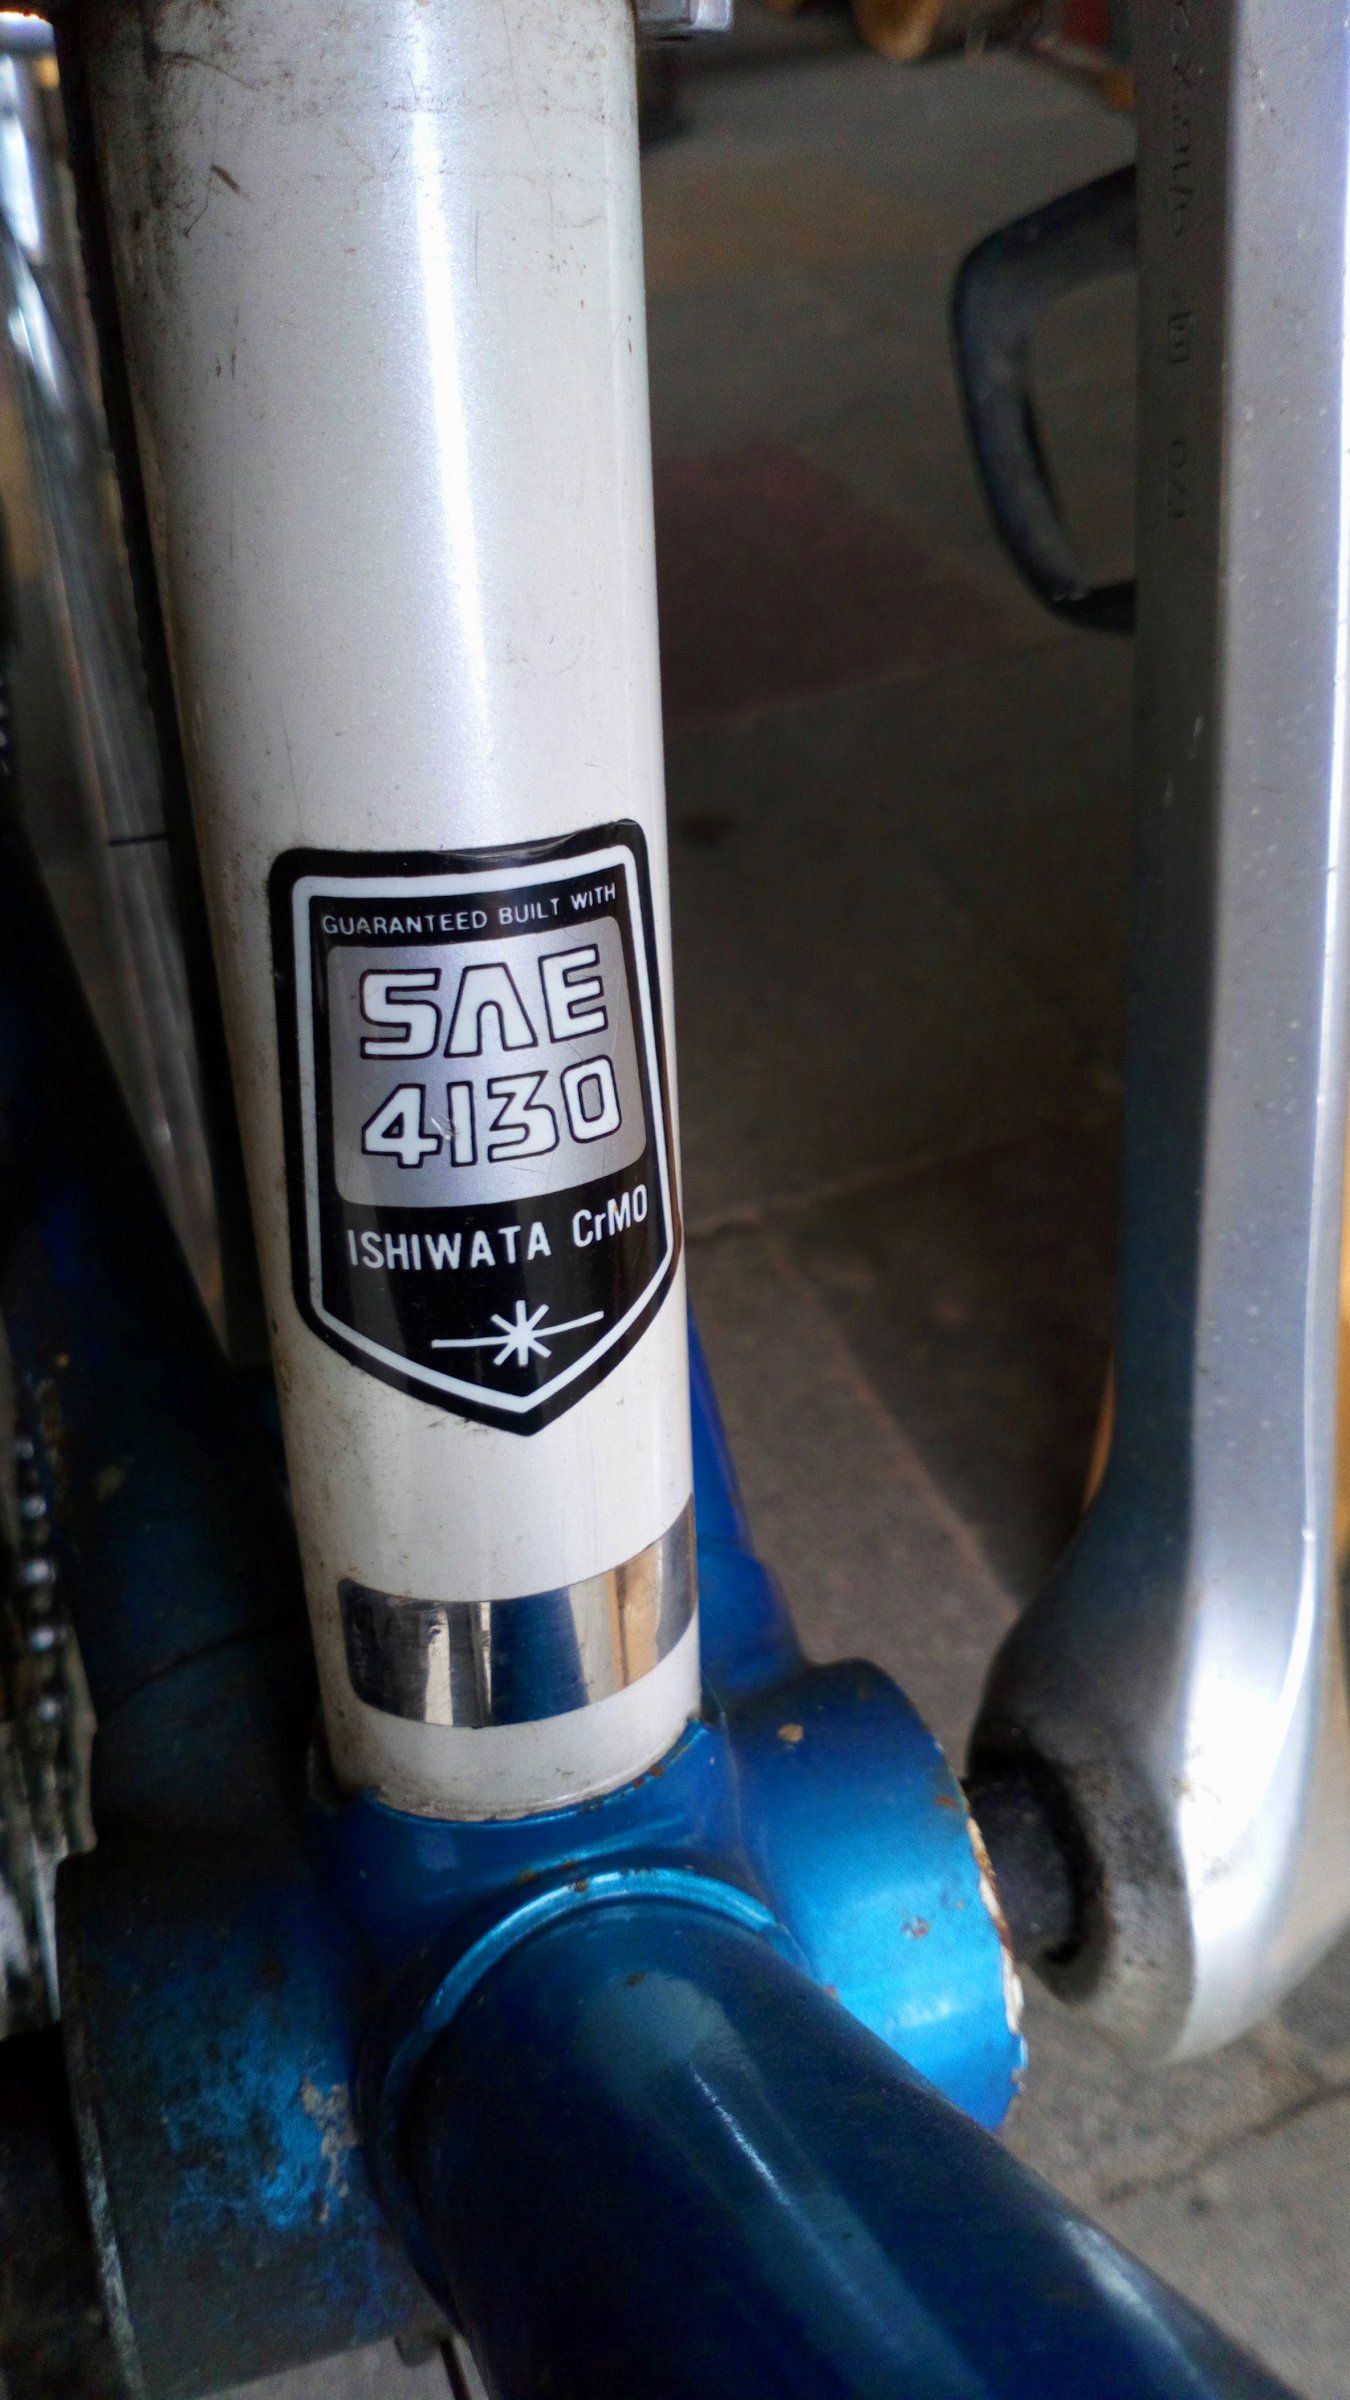 GUARANTEED BUILT WITH
SAE
4130
ISHIWATA CrMO